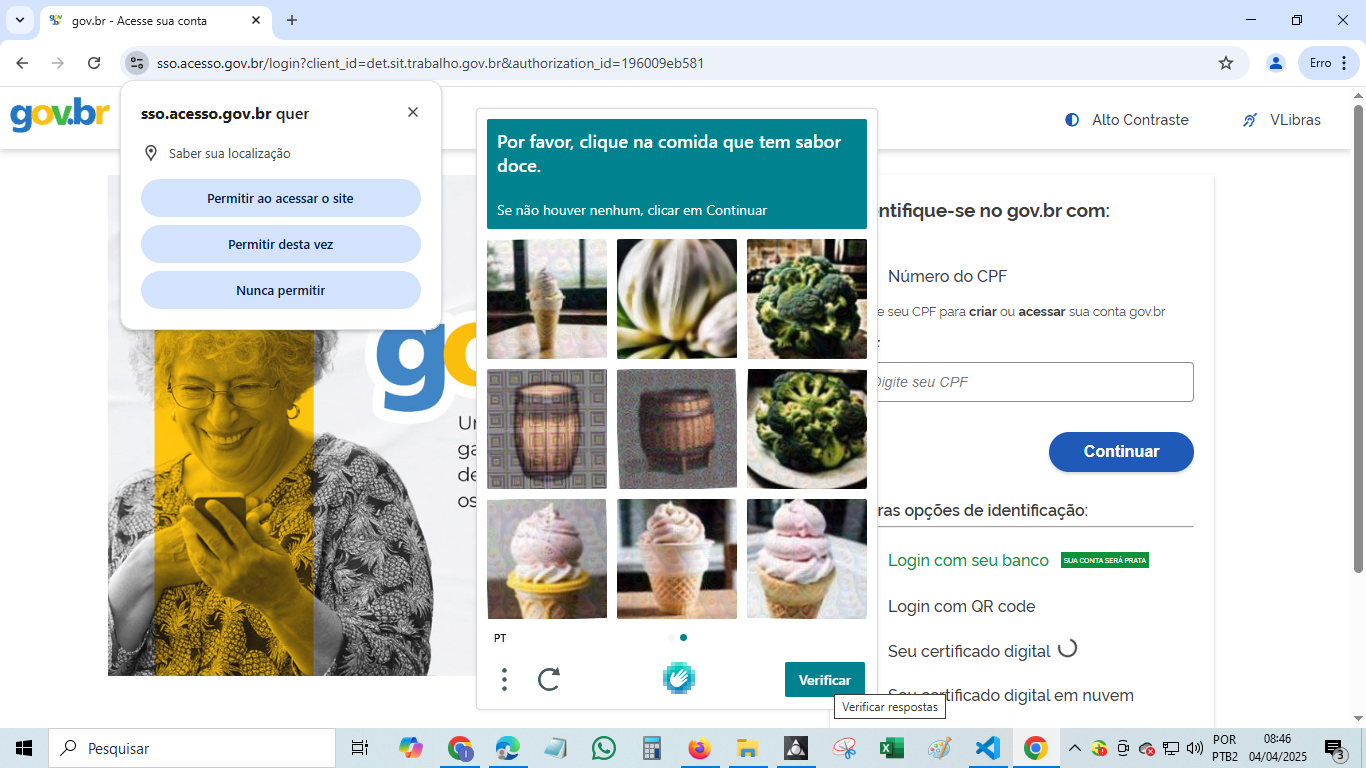 gov.br - Acesse sua conta
sso.acesso.gov.br/login?client_id=det.sit.trabalho.gov.br&authorization_id=196009eb581
Erro
gov.br
Alto Contraste
VLibras
sso.acesso.gov.br quer
Saber sua localização
Permitir ao acessar o site
Permitir desta vez
Nunca permitir
Por favor, clique na comida que tem sabor
doce.
Se não houver nenhum, clicar em Continuar
PT
Verificar
Verificar respostas
entifique-se no gov.br com:
Número do CPF
e seu CPF para criar ou acessar sua conta gov.br
Digite seu CPF
Continuar
ras opções de identificação:
Login com seu banco
SUA CONTA SERÁ PRATA
Login com QR code
Seu certificado digital
Seu certificado digital em nuvem
g
Un
ga
de
os
Pesquisar
POR
PTB2
08:46
04/04/2025
3